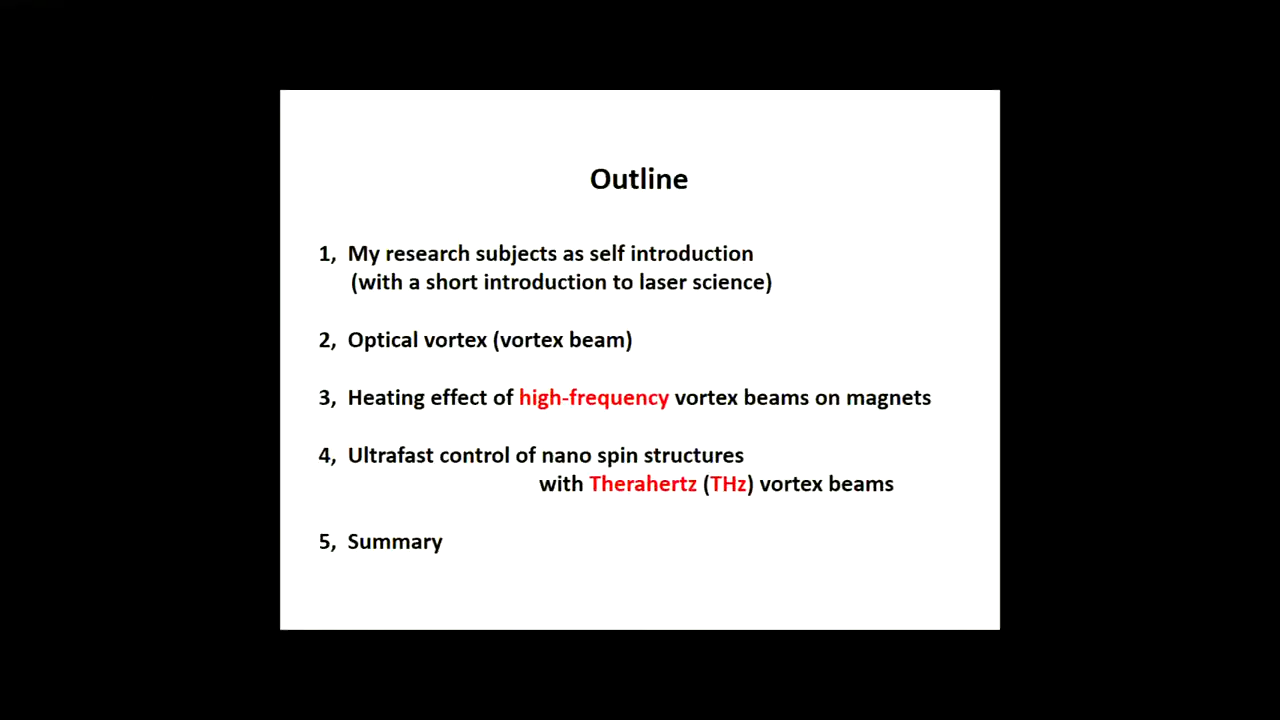 Outline
1, My research subjects as self introduction
(with a short introduction to laser science)
2, Optical vortex (vortex beam)
3, Heating effect of high-frequency vortex beams on magnets
4, Ultrafast control of nano spin structures
with Therahertz (THz) vortex beams
5, Summary